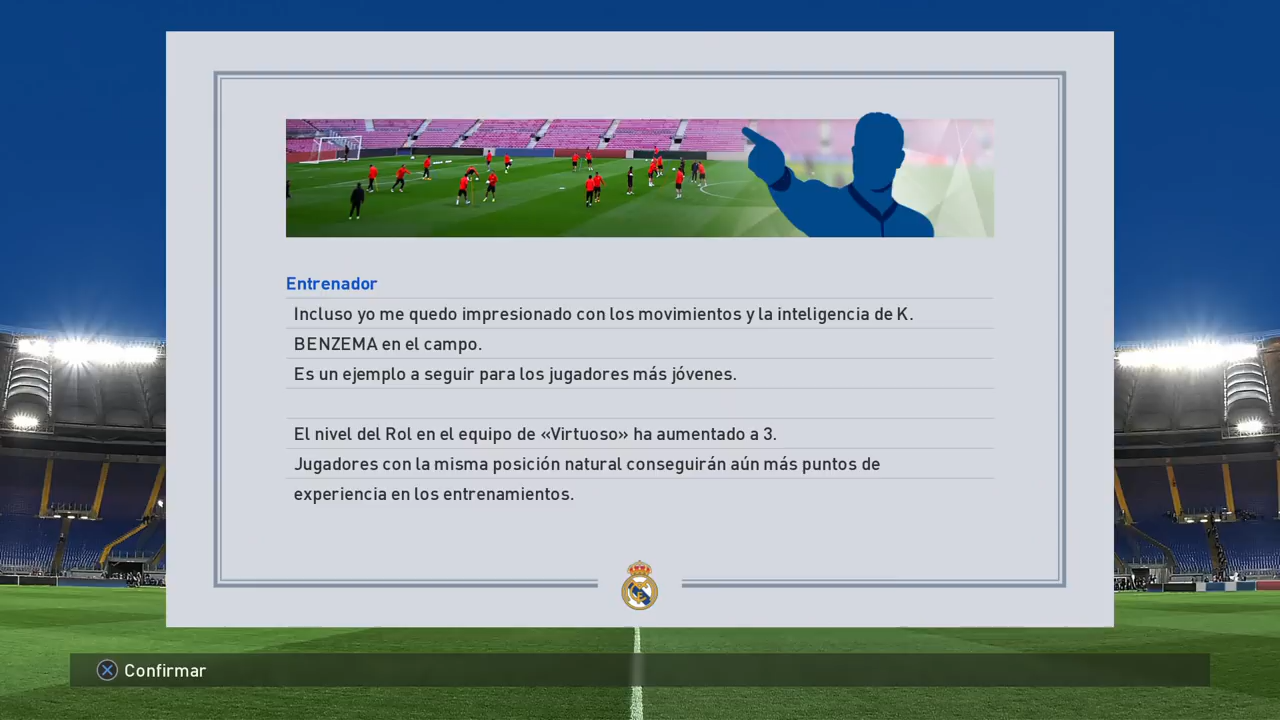 Entrenador
Incluso yo me quedo impresionado con los movimientos y la inteligencia de K.
BENZEMA en el campo.
Es un ejemplo a seguir para los jugadores más jóvenes.
El nivel del Rol en el equipo de «Virtuoso» ha aumentado a 3.
Jugadores con la misma posición natural conseguirán aún más puntos de
experiencia en los entrenamientos.
Confirmar